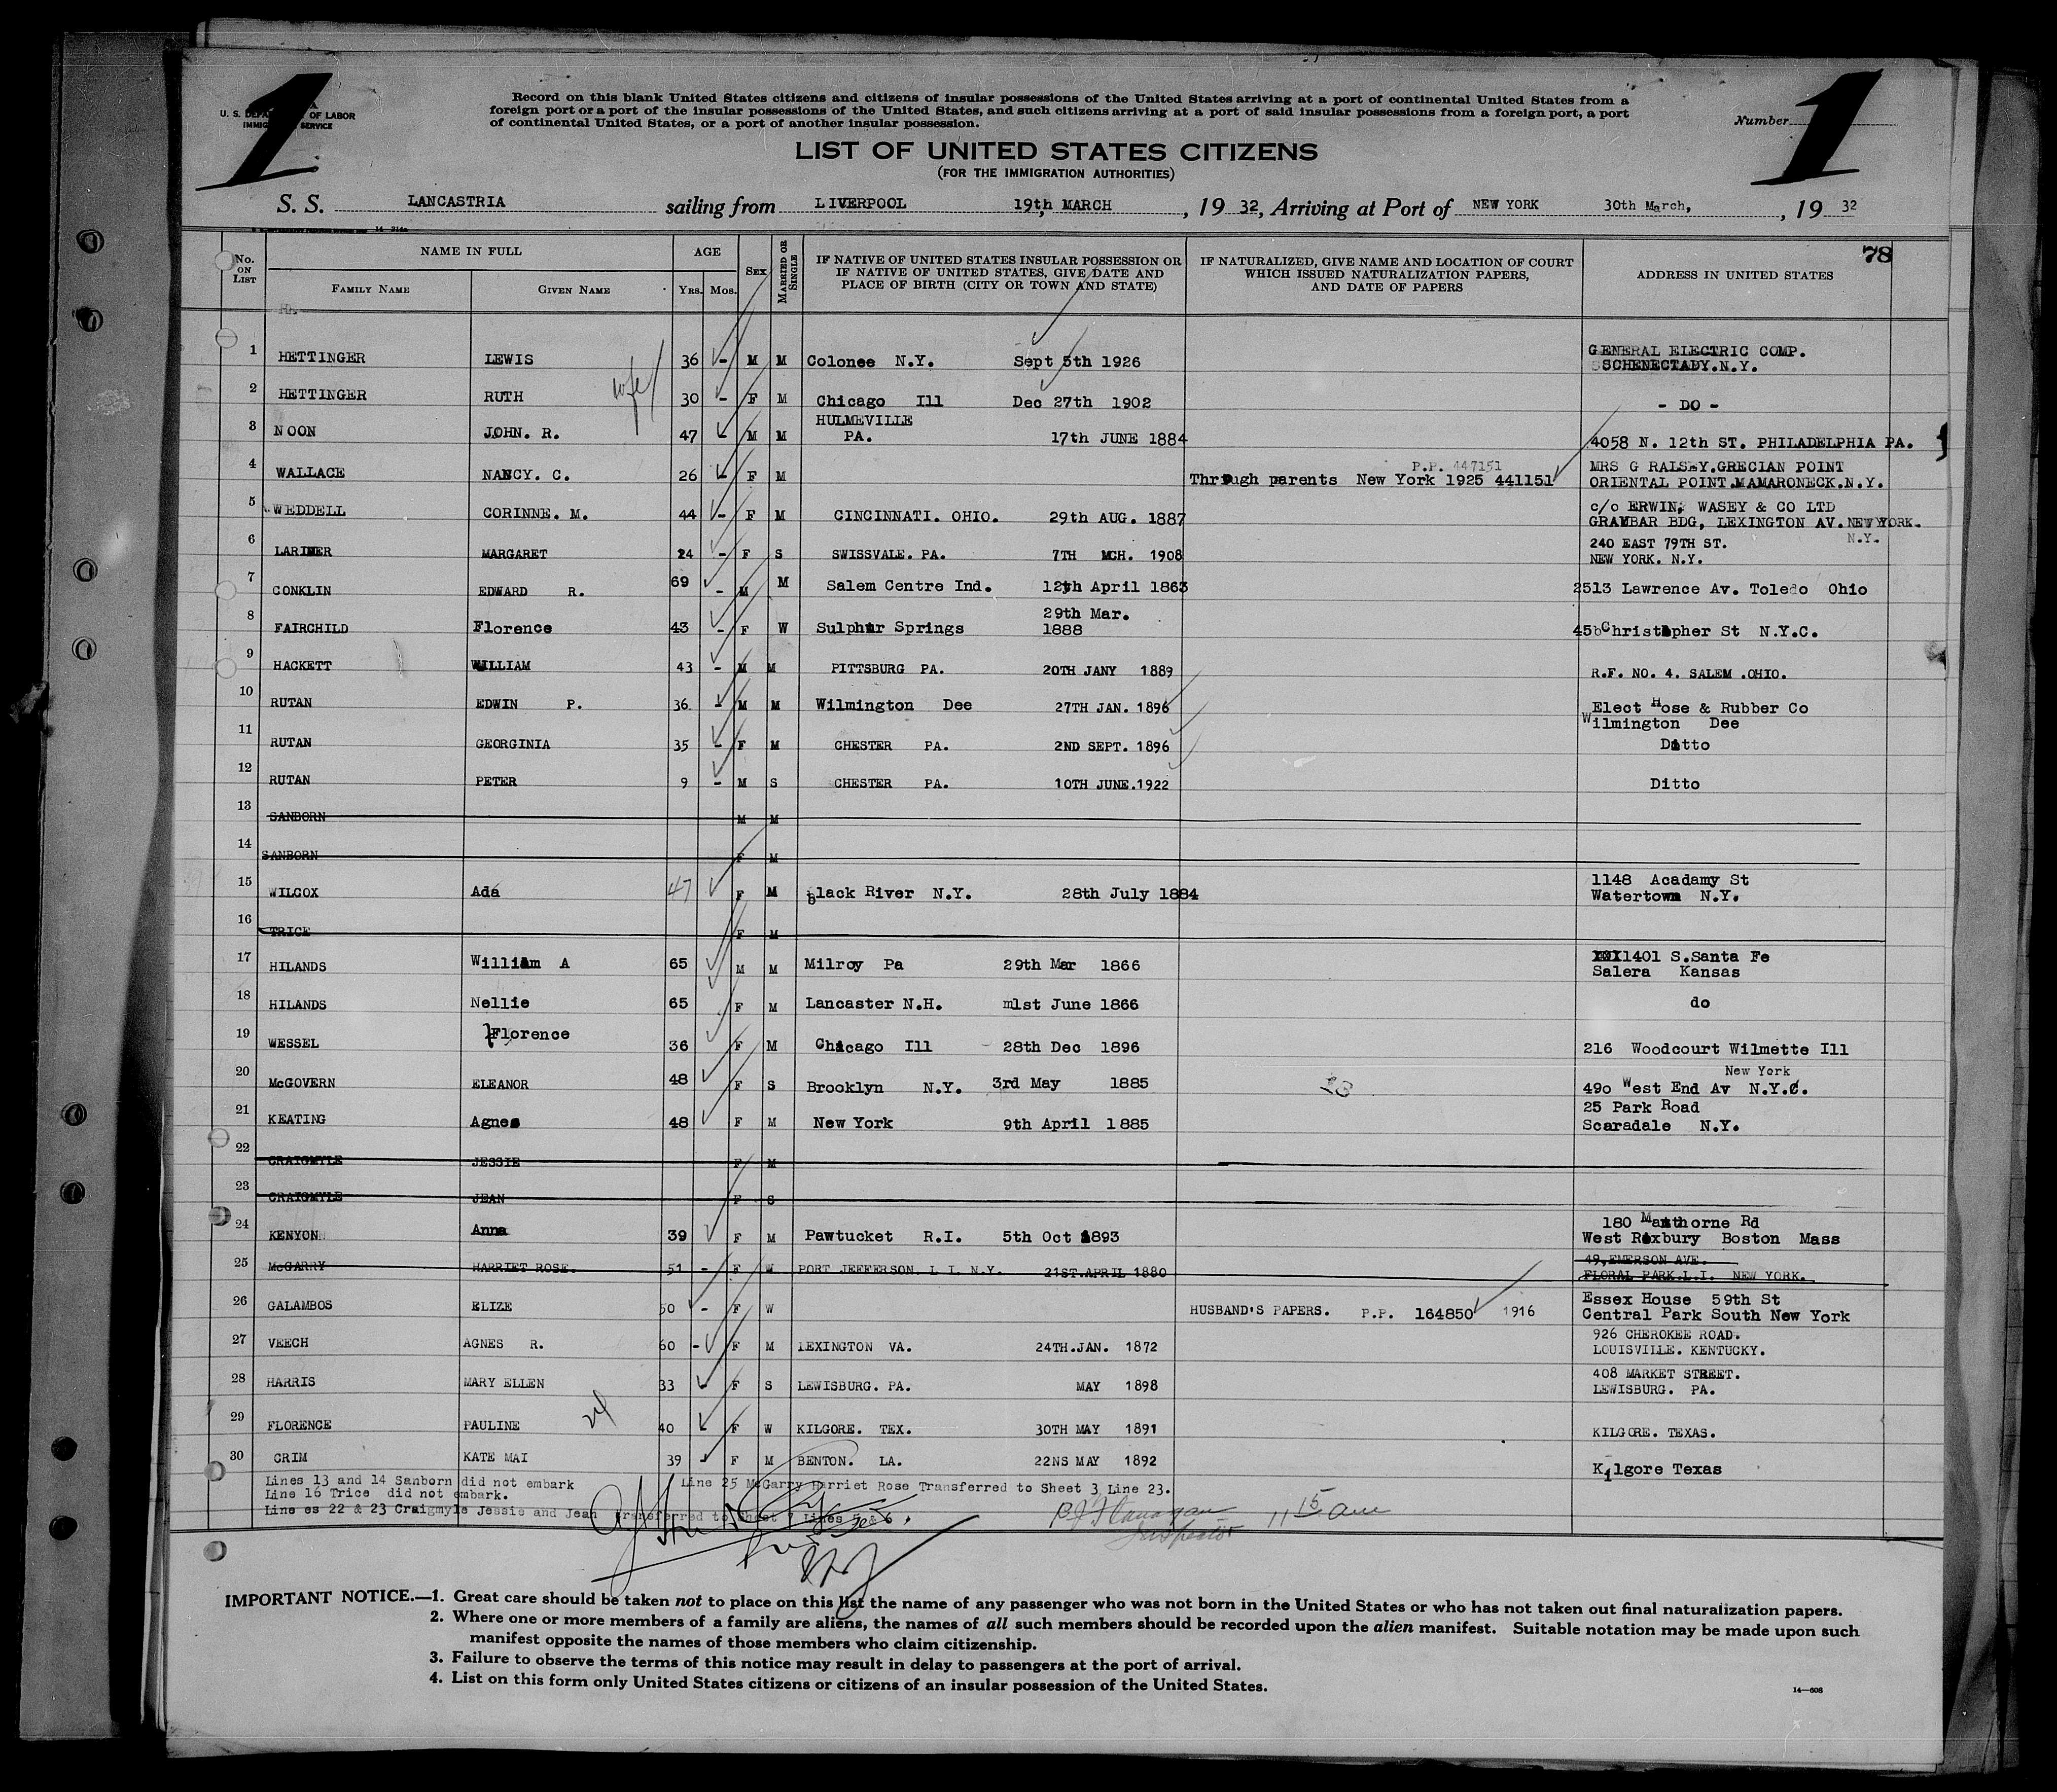 1
1
U. S. DEPARTMENT OF LABOR
IMMIGRATION SERVICE
Record on this blank United States citizens and citizens of insular possessions of the United States arriving at a port of continental United States from a
foreign port or a port of the insular possessions of the United States, and such citizens arriving at a port of said insular possessions from a foreign port, a port
of continental United States, or a port of another insular possession.
Number
LIST OF UNITED STATES CITIZENS
(FOR THE IMMIGRATION AUTHORITIES)
S. S. LANCASTRIA sailing from LIVERPOOL 19th, MARCH , 19 32, Arriving at Port of NEW YORK 30th March, , 19 32
78
No. on List NAME IN FULL Family Name Given Name AGE Yrs. Mos. Sex Married or Single
IF NATIVE OF UNITED STATES INSULAR POSSESSION OR
IF NATIVE OF UNITED STATES, GIVE DATE AND
PLACE OF BIRTH (CITY OR TOWN AND STATE)
IF NATURALIZED, GIVE NAME AND LOCATION OF COURT
WHICH ISSUED NATURALIZATION PAPERS,
AND DATE OF PAPERS
ADDRESS IN UNITED STATES
1 HETTINGER LEWIS 36 - M M Colonee N.Y. Sept 5th 1926 GENERAL ELECTRIC COMP.
SCHENECTADY.N.Y.
2 HETTINGER RUTH wife 30 - F M Chicago Ill Dec 27th 1902 - DO -
3 NOON JOHN. R. 47 - M M HULMEVILLE
PA. 17th JUNE 1884 4058 N. 12th ST. PHILADELPHIA PA.
4 WALLACE NANCY. C. 26 - F M P.P. 447151
Through parents New York 1925 441151 MRS G RALSEY.GRECIAN POINT
ORIENTAL POINT.MAMARONECK.N.Y.
5 WEDDELL CORINNE. M. 44 - F M CINCINNATI. OHIO. 29th AUG. 1887 c/o ERWIN, WASEY & CO LTD
GRAYBAR BDG, LEXINGTON AV. NEW YORK.
N.Y.
6 LARIMER MARGARET 24 - F S SWISSVALE. PA. 7TH MCH. 1908 240 EAST 79TH ST.
NEW YORK. N.Y.
7 CONKLIN EDWARD R. 69 - M M Salem Centre Ind. 12th April 1863 2513 Lawrence Av. Toledo Ohio
8 FAIRCHILD Florence 43 - F W Sulphur Springs 29th Mar.
1888 45b Christopher St N.Y.C.
9 HACKETT WILLIAM 43 - M M PITTSBURG PA. 20TH JANY 1889 R.F. NO. 4. SALEM .OHIO.
10 RUTAN EDWIN P. 36 - M M Wilmington Dee 27TH JAN. 1896 Elect Hose & Rubber Co
Wilmington Dee
11 RUTAN GEORGINIA 35 - F M CHESTER PA. 2ND SEPT. 1896 Ditto
12 RUTAN PETER 9 - M S CHESTER PA. 10TH JUNE.1922 Ditto
13 SANBORN M M
14 SANBORN F M
15 WILCOX Ada 47 F M Black River N.Y. 28th July 1884 1148 Acadamy St
Watertown N.Y.
16 TRICE F M
17 HILANDS William A 65 M M Milroy Pa 29th Mar 1866 1401 S.Santa Fe
Salera Kansas
18 HILANDS Nellie 65 F M Lancaster N.H. 1st June 1866 do
19 WESSEL Florence 36 F M Chicago Ill 28th Dec 1896 216 Woodcourt Wilmette Ill
20 McGOVERN ELEANOR 48 F S Brooklyn N.Y. 3rd May 1885 New York
490 West End Av N.Y.C.
21 KEATING Agnes 48 F M New York 9th April 1885 25 Park Road
Scaradale N.Y.
22 CRAIGMYLE JESSIE F M
23 CRAIGMYLE JEAN F S
24 KENYON Anna 39 F M Pawtucket R.I. 5th Oct 1893 180 Manthorne Rd
West Roxbury Boston Mass
25 McGARRY HARRIET ROSE. 51 - F W PORT JEFFERSON. L I. N.Y. 21ST.APRIL 1880 49, EMERSON AVE.
FLORAL PARK.L.I. NEW YORK.
26 GALAMBOS ELIZE 50 - F W HUSBAND'S PAPERS. P.P. 164850 1916 Essex House 59th St
Central Park South New York
27 VEECH AGNES R. 60 - F M LEXINGTON VA. 24TH.JAN. 1872 926 CHEROKEE ROAD.
LOUISVILLE. KENTUCKY.
28 HARRIS MARY ELLEN 33 - F S LEWISBURG. PA. MAY 1898 408 MARKET STREET.
LEWISBURG. PA.
29 FLORENCE PAULINE 40 - F W KILGORE. TEX. 30TH MAY 1891 KILGORE. TEXAS.
30 CRIM KATE MAI 39 - F M BENTON. LA. 22NS MAY 1892 Kilgore Texas
Lines 13 and 14 Sanborn did not embark Line 25 McGarry Harriet Rose Transferred to Sheet 3 Line 23.
Line 16 Trice did not embark.
Line es 22 & 23 Craigmyle Jessie and Jean transferred to Sheet 7 Lines 5 & 6.
Inspector 11 15 am
IMPORTANT NOTICE.—1. Great care should be taken not to place on this list the name of any passenger who was not born in the United States or who has not taken out final naturalization papers.
2. Where one or more members of a family are aliens, the names of all such members should be recorded upon the alien manifest. Suitable notation may be made upon such
manifest opposite the names of those members who claim citizenship.
3. Failure to observe the terms of this notice may result in delay to passengers at the port of arrival.
4. List on this form only United States citizens or citizens of an insular possession of the United States.
14—608